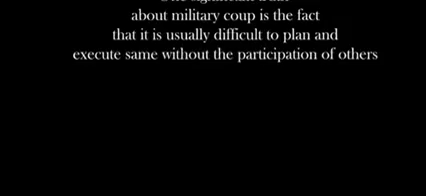 about military coup is the fact
that it is usually difficult to plan and
execute same without the participation of others